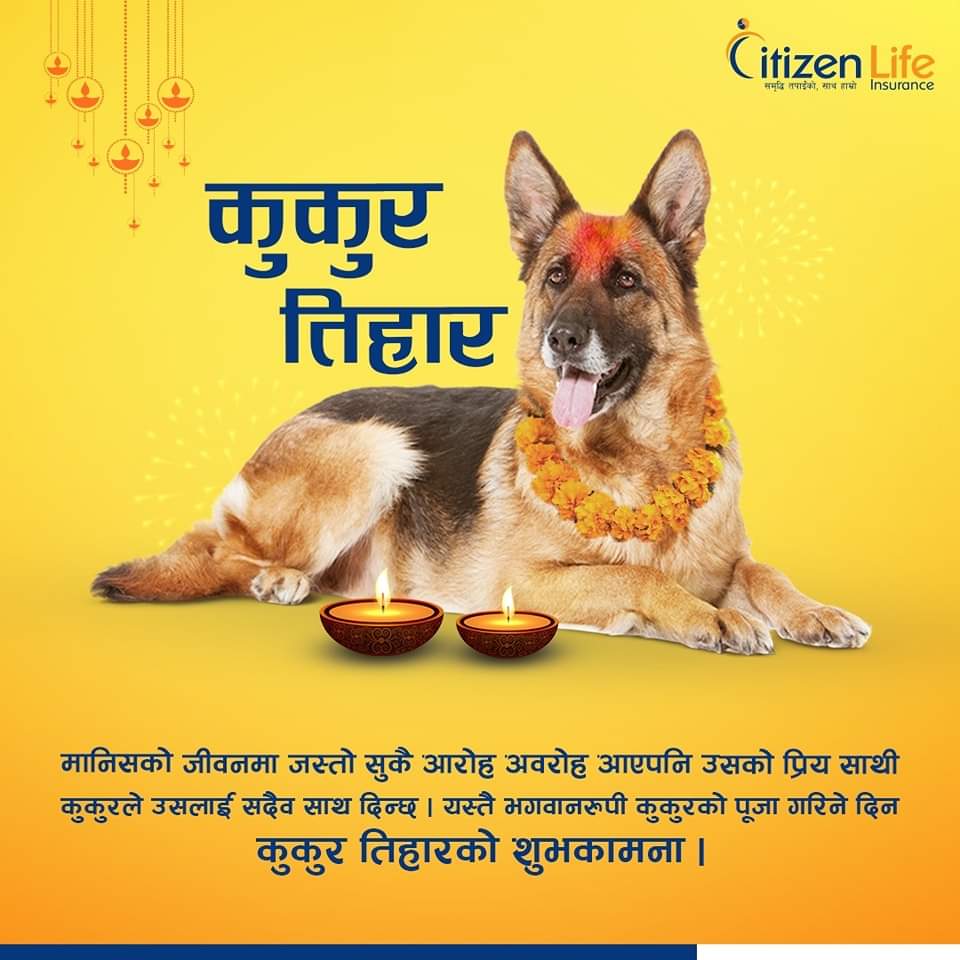 Citizen Life
समृद्धि तपाईंको, साथ हाम्रो Insurance
कुकुर
तिहार
मानिसको जीवनमा जस्तो सुकै आरोह अवरोह आएपनि उसको प्रिय साथी
कुकुरले उसलाई सदैव साथ दिन्छ । यस्तै भगवानरूपी कुकुरको पूजा गरिने दिन
कुकुर तिहारको शुभकामना ।